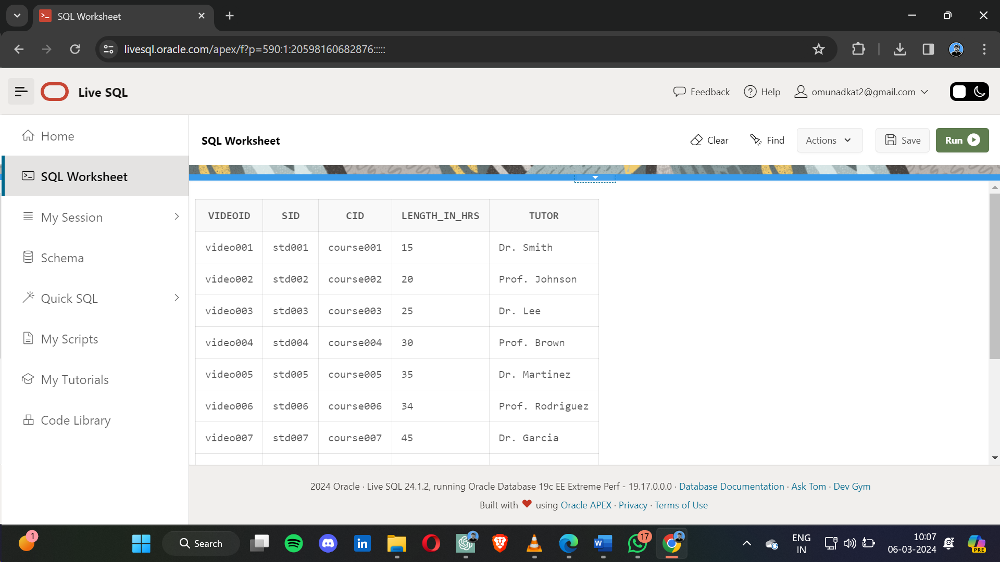 SQL Worksheet
livesql.oracle.com/apex/f?p=590:1:20598160682876:::::
Live SQL
Feedback
Help
omunadkat2@gmail.com
Home
SQL Worksheet
My Session
Schema
Quick SQL
My Scripts
My Tutorials
Code Library
SQL Worksheet
Clear
Find
Actions
Save
Run
VIDEOID SID CID LENGTH_IN_HRS TUTOR
video001 std001 course001 15 Dr. Smith
video002 std002 course002 20 Prof. Johnson
video003 std003 course003 25 Dr. Lee
video004 std004 course004 30 Prof. Brown
video005 std005 course005 35 Dr. Martinez
video006 std006 course006 34 Prof. Rodriguez
video007 std007 course007 45 Dr. Garcia
2024 Oracle · Live SQL 24.1.2, running Oracle Database 19c EE Extreme Perf - 19.17.0.0.0 · Database Documentation · Ask Tom · Dev Gym
Built with ❤ using Oracle APEX · Privacy · Terms of Use
1
Search
in
W
17
ENG
IN
10:07
06-03-2024
PRE